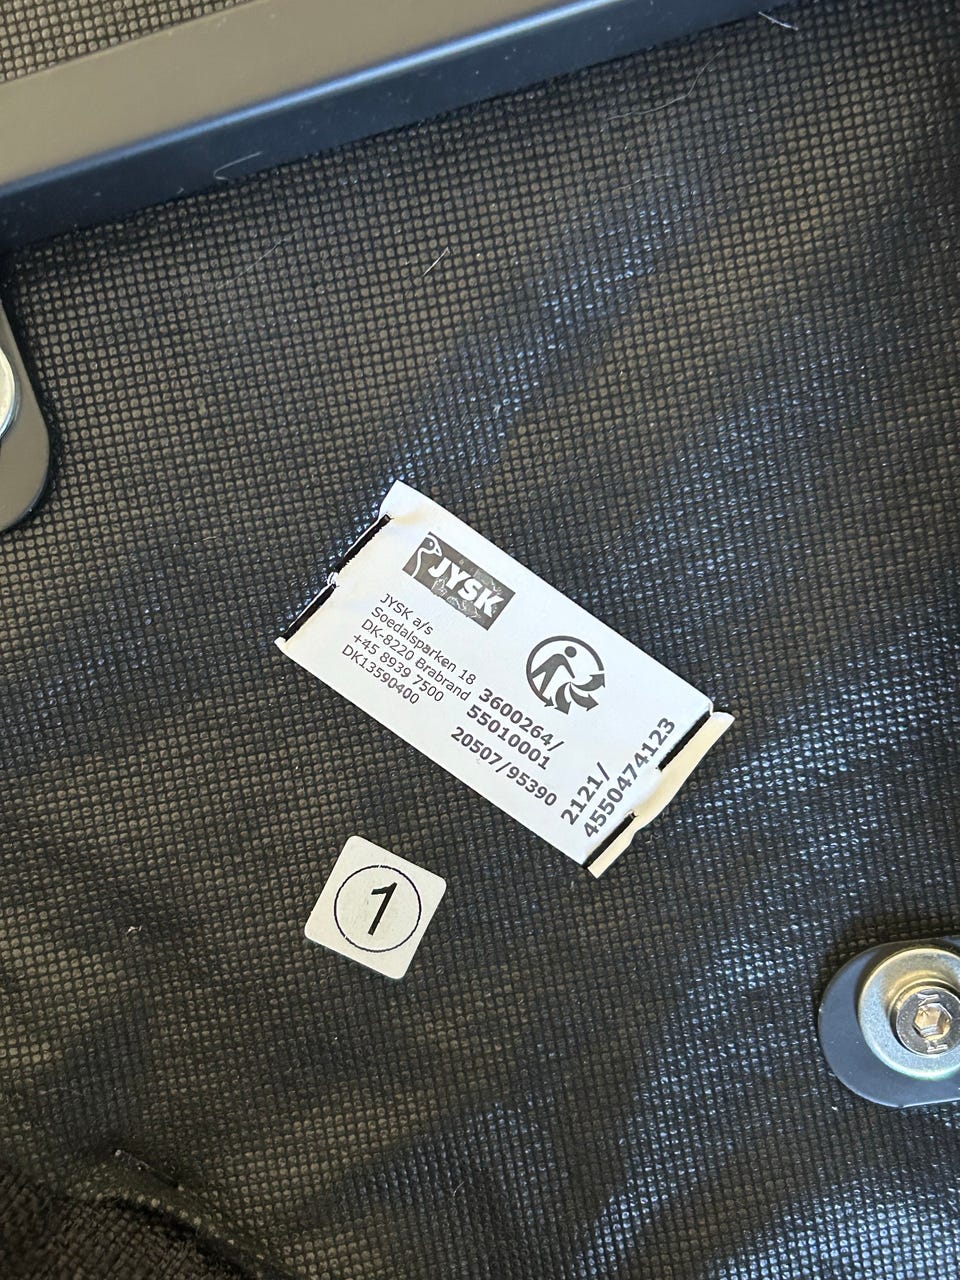 JYSK
JYSK a/s
Soedalsparken 18
DK-8220 Brabrand
+45 8939 7500
DK13590400
3600264/
55010001
20507/95390
2121/
4550474123
1